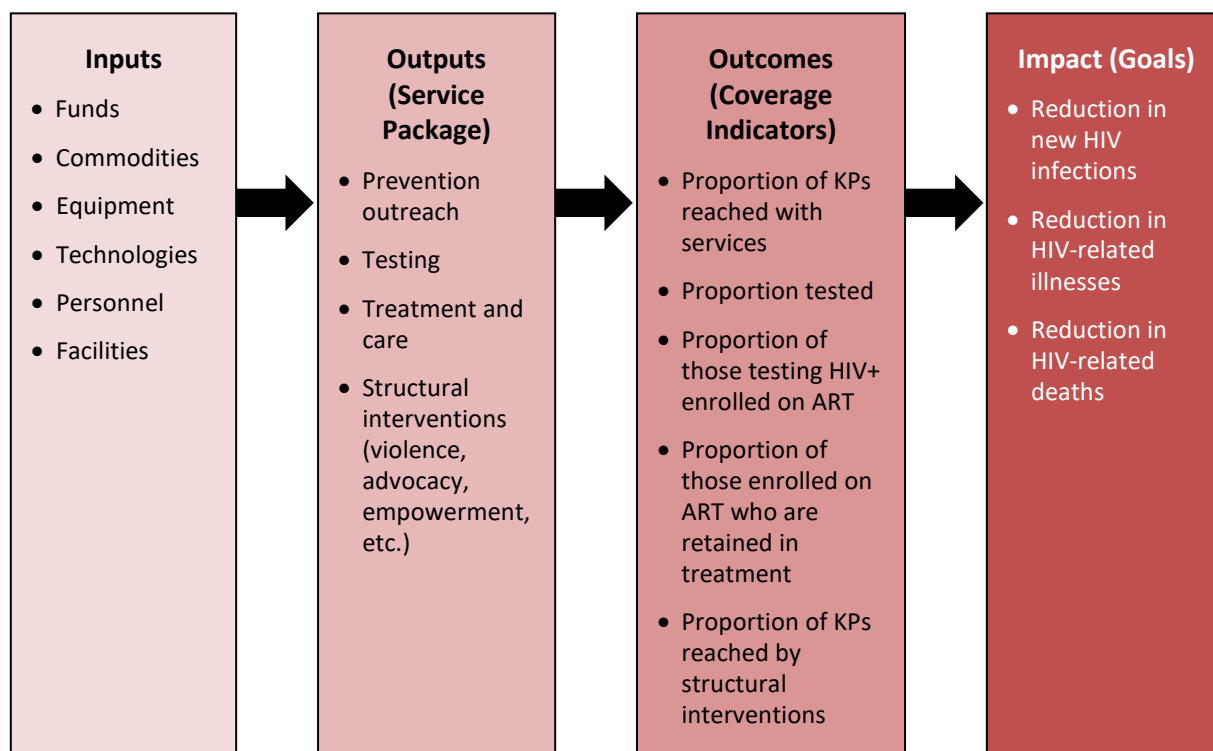 Inputs
• Funds
• Commodities
• Equipment
• Technologies
• Personnel
• Facilities
Outputs
(Service
Package)
• Prevention
outreach
• Testing
• Treatment and
care
• Structural
interventions
(violence,
advocacy,
empowerment,
etc.)
Outcomes
(Coverage
Indicators)
• Proportion of KPs
reached with
services
• Proportion tested
• Proportion of
those testing HIV+
enrolled on ART
• Proportion of
those enrolled on
ART who are
retained in
treatment
• Proportion of KPs
reached by
structural
interventions
Impact (Goals)
• Reduction in
new HIV
infections
• Reduction in
HIV-related
illnesses
• Reduction in
HIV-related
deaths